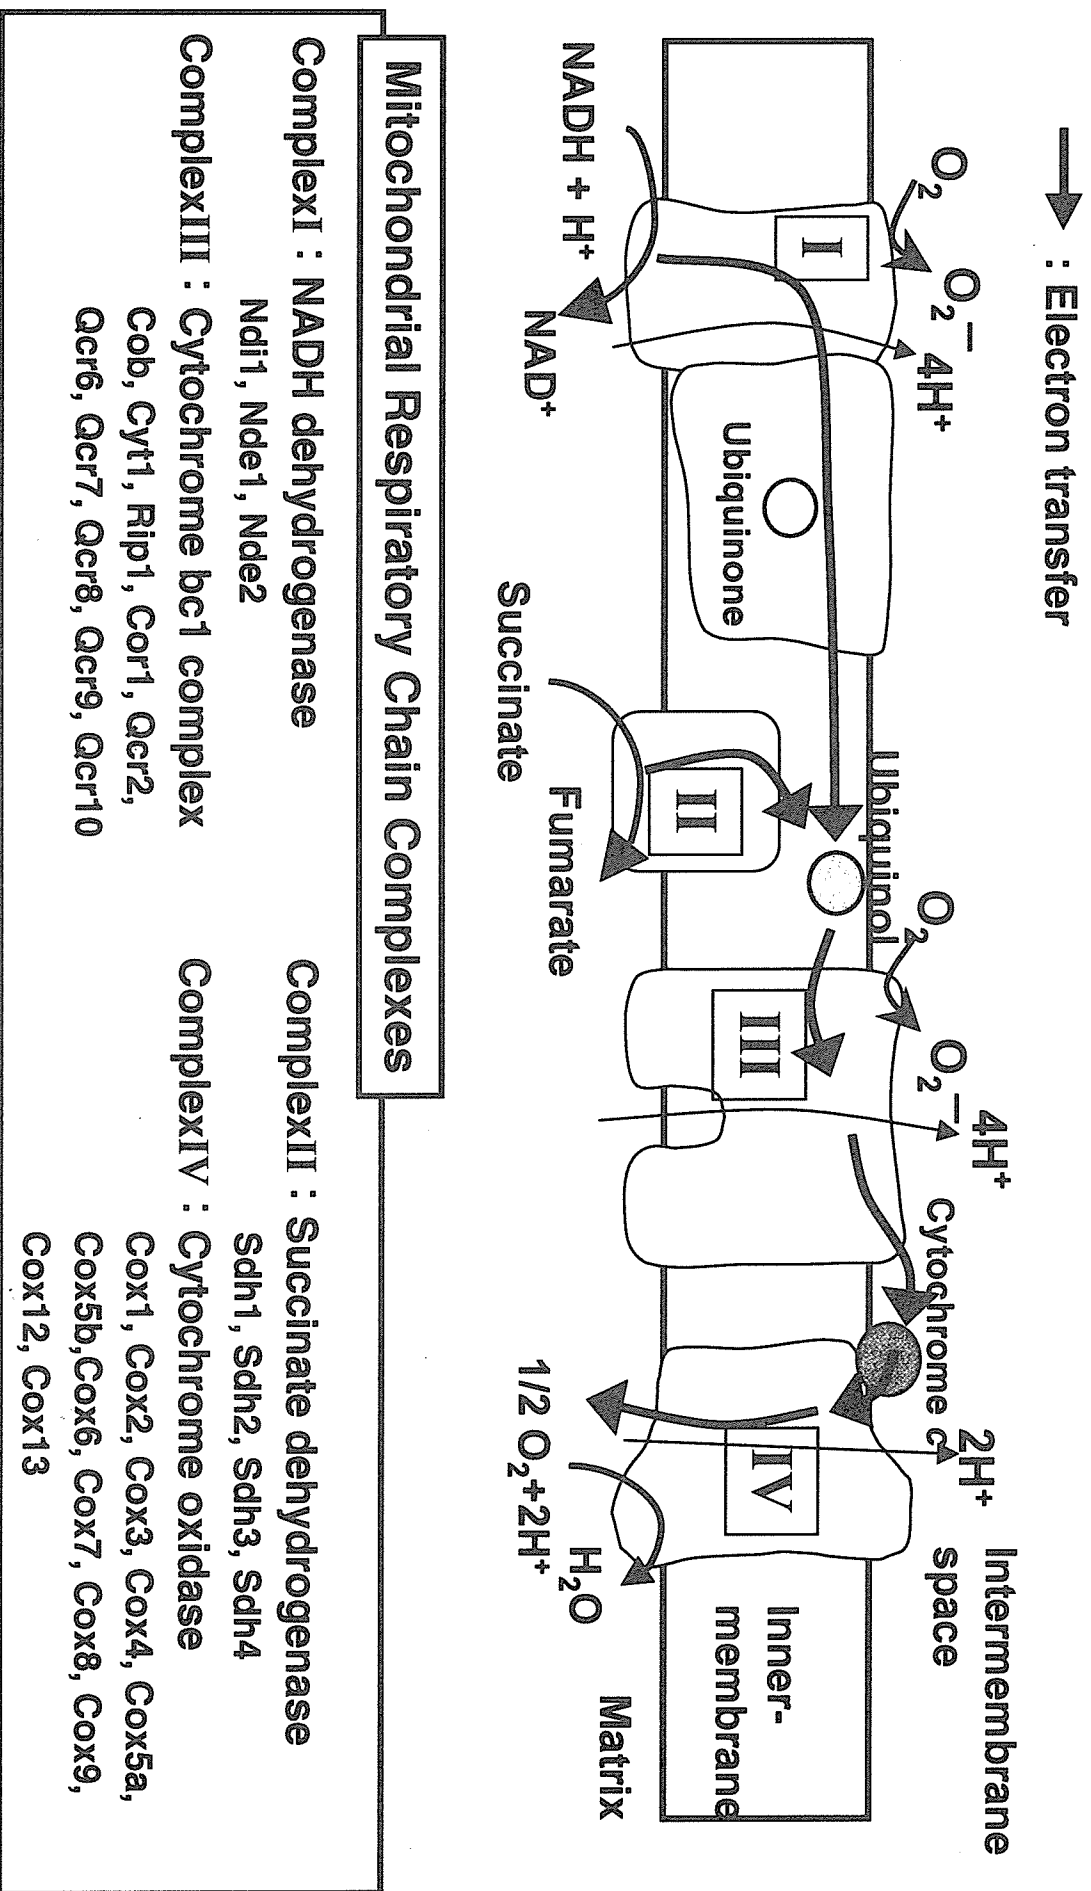 : Electron transfer
O2
O2−
4H+
O2
O2−
4H+
2H+
Intermembrane
space
Cytochrome c
Ubiquinol
I
Ubiquinone
II
III
IV
Inner-
membrane
NADH + H+
NAD+
Succinate
Fumarate
1/2 O2+2H+
H2O
Matrix
Mitochondrial Respiratory Chain Complexes
ComplexI : NADH dehydrogenase
Ndi1, Nde1, Nde2
ComplexII : Succinate dehydrogenase
Sdh1, Sdh2, Sdh3, Sdh4
ComplexIII : Cytochrome bc1 complex
Cob, Cyt1, Rip1, Cor1, Qcr2,
Qcr6, Qcr7, Qcr8, Qcr9, Qcr10
ComplexIV : Cytochrome oxidase
Cox1, Cox2, Cox3, Cox4, Cox5a,
Cox5b,Cox6, Cox7, Cox8, Cox9,
Cox12, Cox13